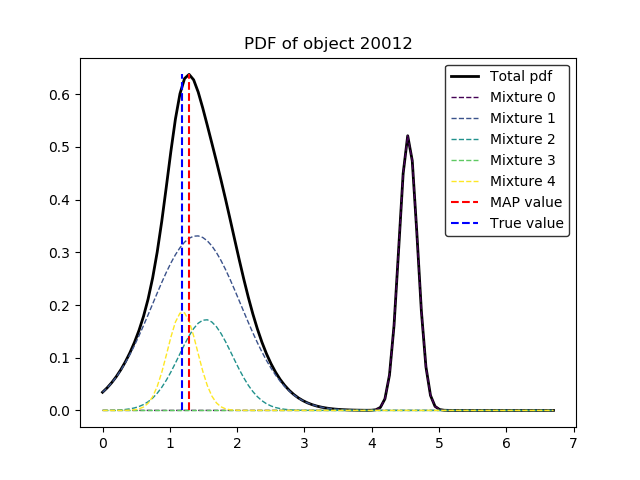 PDF of object 20012
Total pdf
Mixture 0
Mixture 1
Mixture 2
Mixture 3
Mixture 4
MAP value
True value
0.6
0.5
0.4
0.3
0.2
0.1
0.0
0 1 2 3 4 5 6 7